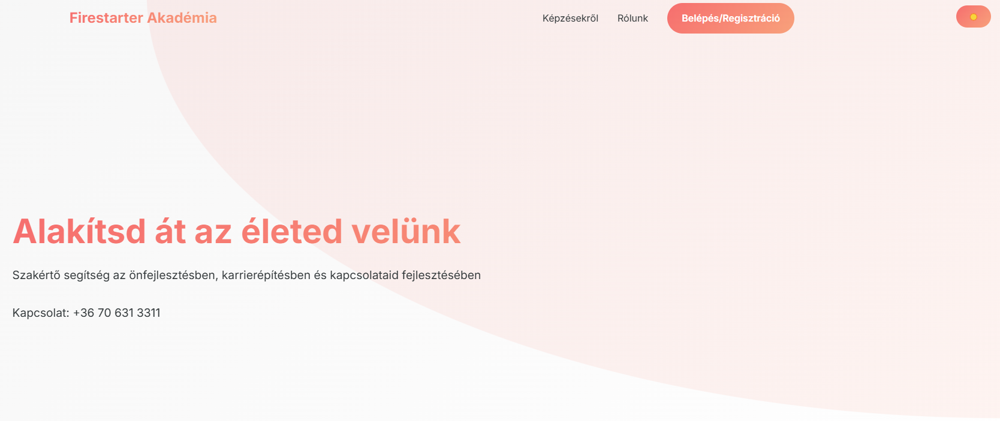 Firestarter Akadémia
Képzésekről
Rólunk
Belépés/Regisztráció
Alakítsd át az életed velünk
Szakértő segítség az önfejlesztésben, karrierépítésben és kapcsolataid fejlesztésében
Kapcsolat: +36 70 631 3311